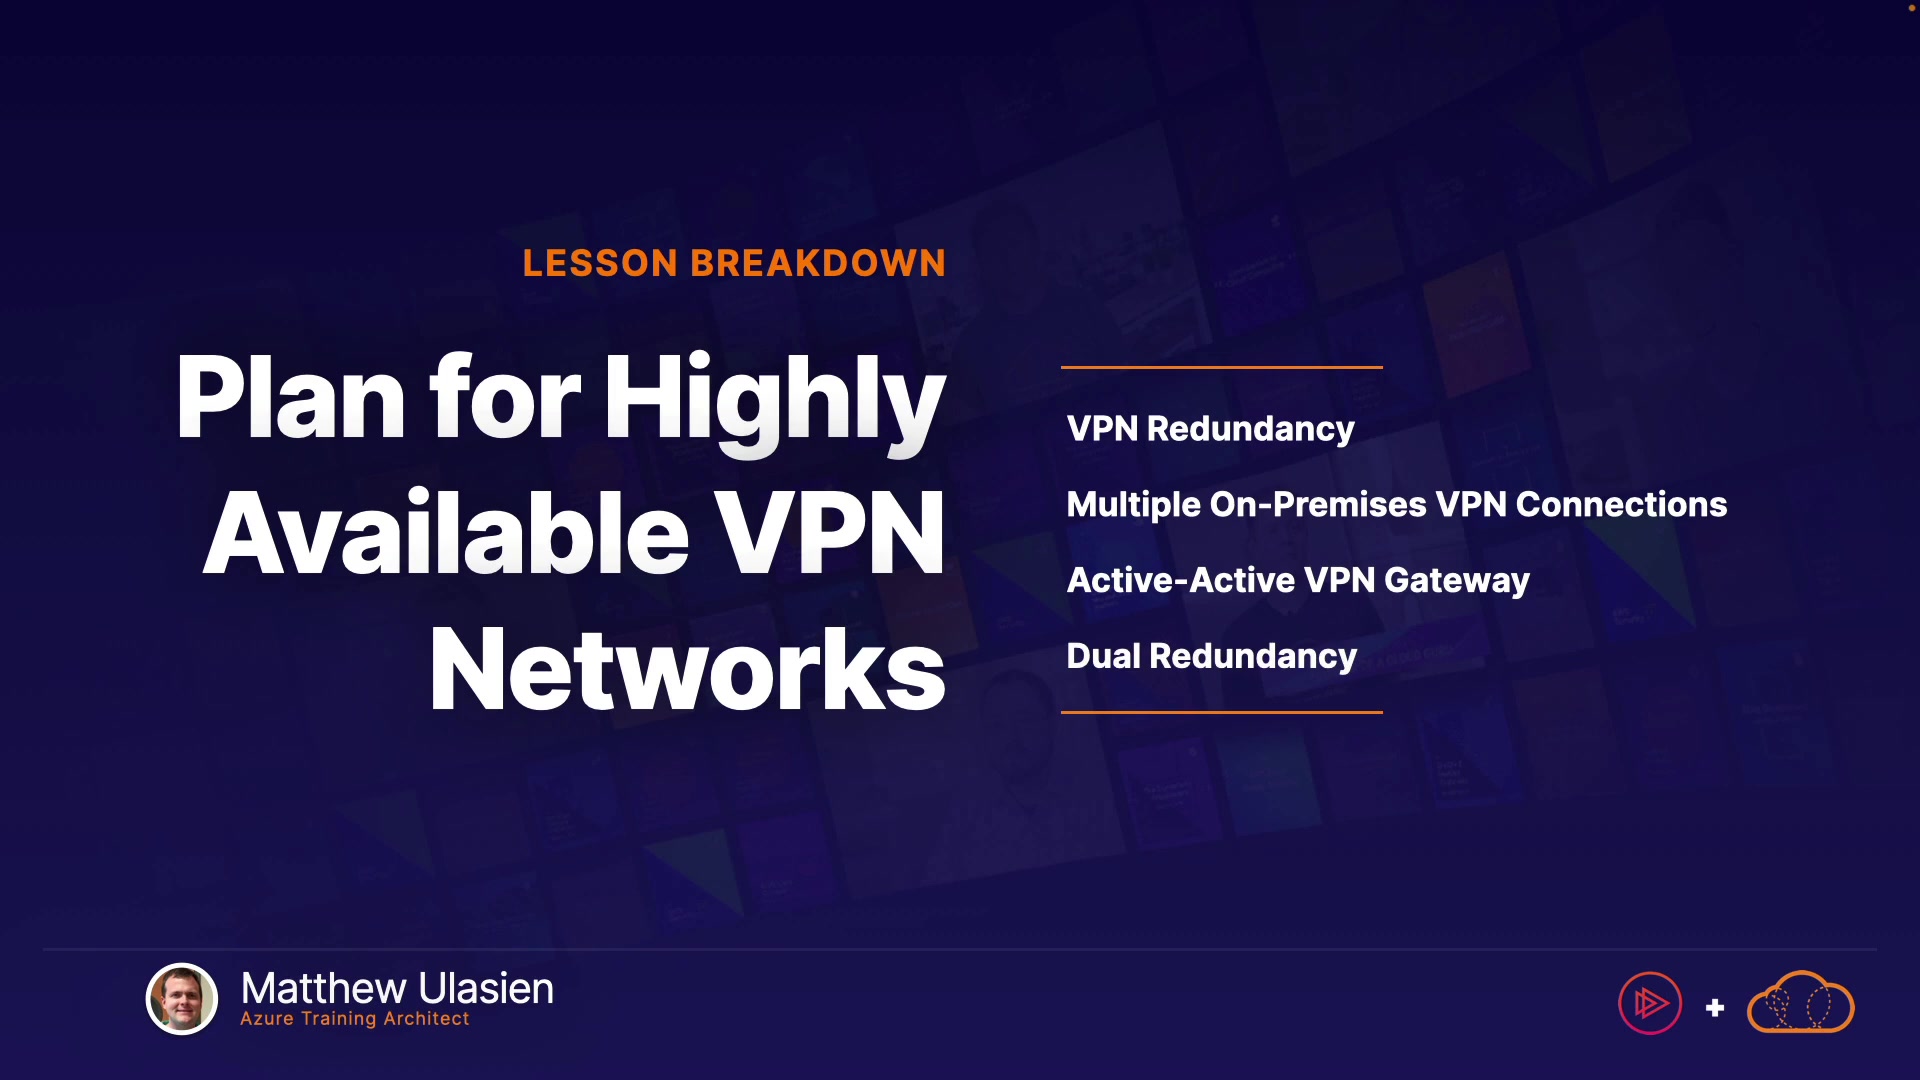 LESSON BREAKDOWN
Plan for Highly
Available VPN
Networks
VPN Redundancy
Multiple On-Premises VPN Connections
Active-Active VPN Gateway
Dual Redundancy
Matthew Ulasien
Azure Training Architect